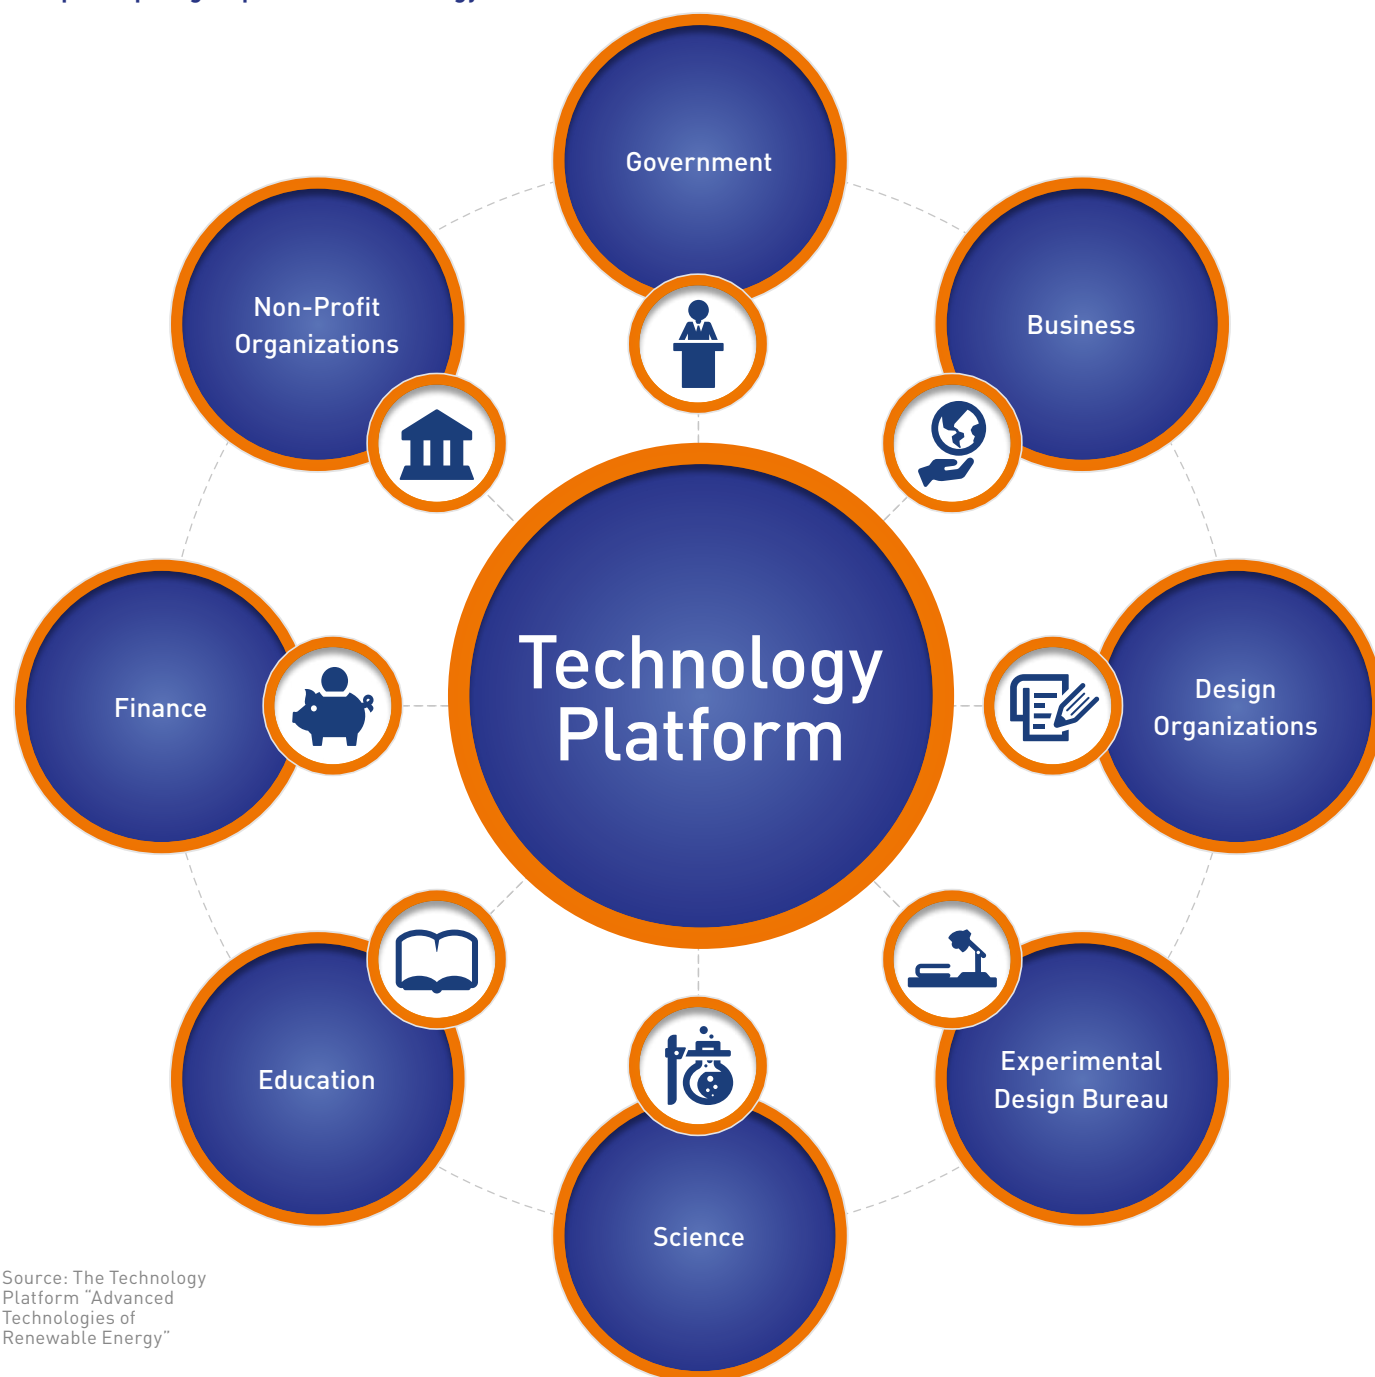 Government
Non-Profit
Organizations
Business
Technology
Platform
Finance
Design
Organizations
Education
Experimental
Design Bureau
Science
Source: The Technology
Platform “Advanced
Technologies of
Renewable Energy”